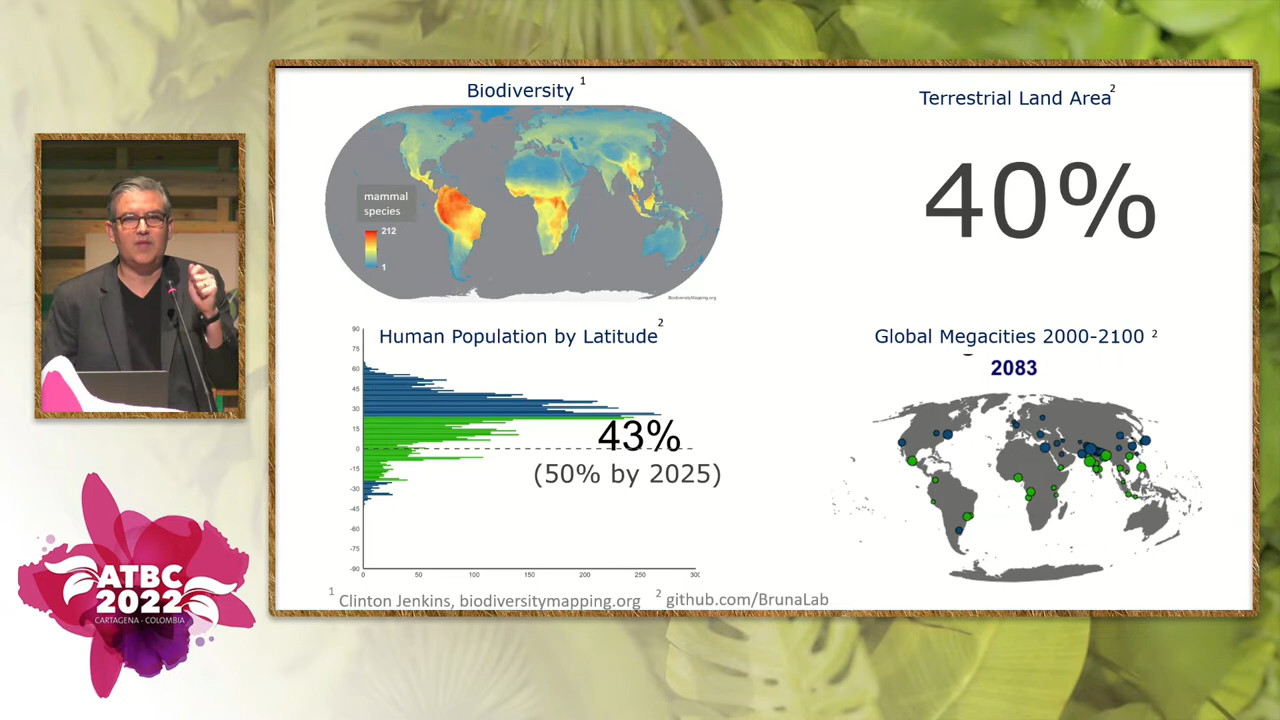 Biodiversity 1
Terrestrial Land Area2
mammal
species
212
1
BiodiversityMapping.org
40%
Human Population by Latitude2
90
75
60
45
30
15
0
-15
-30
-45
-60
-75
-90
0
50
100
150
200
250
30
43%
(50% by 2025)
Global Megacities 2000-2100 2
2083
1 Clinton Jenkins, biodiversitymapping.org 2 github.com/BrunaLab
ATBC
2022
CARTAGENA - COLOMBIA